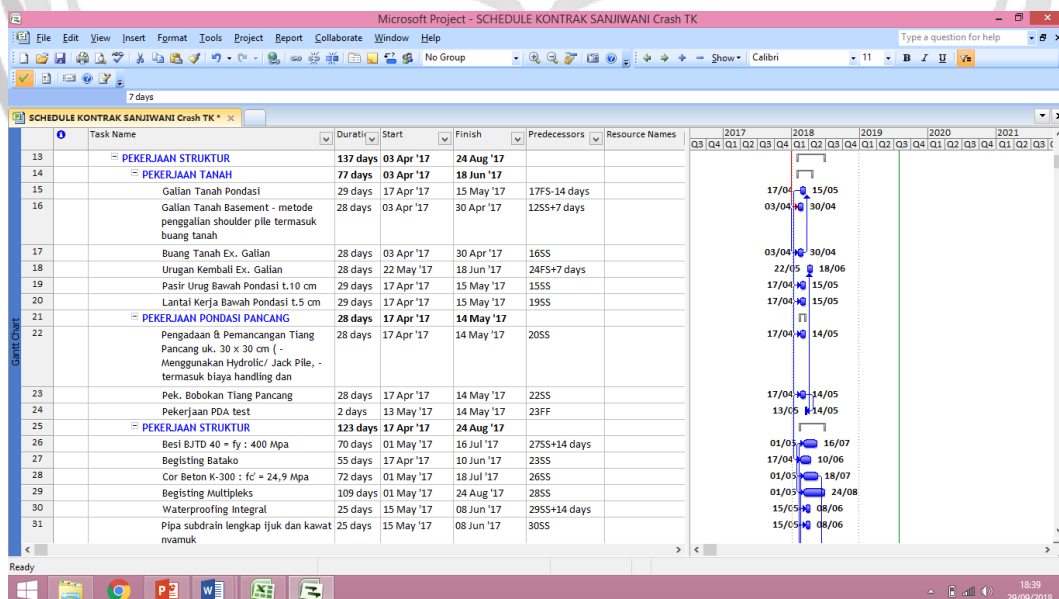 Microsoft Project - SCHEDULE KONTRAK SANJIWANI Crash TK
File Edit View Insert Format Tools Project Report Collaborate Window Help Type a question for help
No Group Show Calibri 11 B I U
7 days
SCHEDULE KONTRAK SANJIWANI Crash TK *
Task Name Duration Start Finish Predecessors Resource Names 2017 2018 2019 2020 2021
Q3 Q4 Q1 Q2 Q3 Q4 Q1 Q2 Q3 Q4 Q1 Q2 Q3 Q4 Q1 Q2 Q3 Q4 Q1 Q2 Q3
13 PEKERJAAN STRUKTUR 137 days 03 Apr '17 24 Aug '17
14 PEKERJAAN TANAH 77 days 03 Apr '17 18 Jun '17
15 Galian Tanah Pondasi 29 days 17 Apr '17 15 May '17 17FS-14 days 17/04 15/05
16 Galian Tanah Basement - metode 28 days 03 Apr '17 30 Apr '17 12SS+7 days 03/04 30/04
penggalian shoulder pile termasuk
buang tanah
17 Buang Tanah Ex. Galian 28 days 03 Apr '17 30 Apr '17 16SS 03/04 30/04
18 Urugan Kembali Ex. Galian 28 days 22 May '17 18 Jun '17 24FS+7 days 22/05 18/06
19 Pasir Urug Bawah Pondasi t.10 cm 29 days 17 Apr '17 15 May '17 15SS 17/04 15/05
20 Lantai Kerja Bawah Pondasi t.5 cm 29 days 17 Apr '17 15 May '17 19SS 17/04 15/05
21 PEKERJAAN PONDASI PANCANG 28 days 17 Apr '17 14 May '17
22 Pengadaan & Pemancangan Tiang 28 days 17 Apr '17 14 May '17 20SS 17/04 14/05
Pancang uk. 30 x 30 cm ( -
Menggunakan Hydrolic/ Jack Pile, -
termasuk biaya handling dan
23 Pek. Bobokan Tiang Pancang 28 days 17 Apr '17 14 May '17 22SS 17/04 14/05
24 Pekerjaan PDA test 2 days 13 May '17 14 May '17 23FF 13/05 14/05
25 PEKERJAAN STRUKTUR 123 days 17 Apr '17 24 Aug '17
26 Besi BJTD 40 = fy : 400 Mpa 70 days 01 May '17 16 Jul '17 27SS+14 days 01/05 16/07
27 Begisting Batako 55 days 17 Apr '17 10 Jun '17 23SS 17/04 10/06
28 Cor Beton K-300 : fc' = 24,9 Mpa 72 days 01 May '17 18 Jul '17 26SS 01/05 18/07
29 Begisting Multipleks 109 days 01 May '17 24 Aug '17 28SS 01/05 24/08
30 Waterproofing Integral 25 days 15 May '17 08 Jun '17 29SS+14 days 15/05 08/06
31 Pipa subdrain lengkap ijuk dan kawat 25 days 15 May '17 08 Jun '17 30SS 15/05 08/06
nyamuk
Gantt Chart
Ready
18:39
29/09/2018